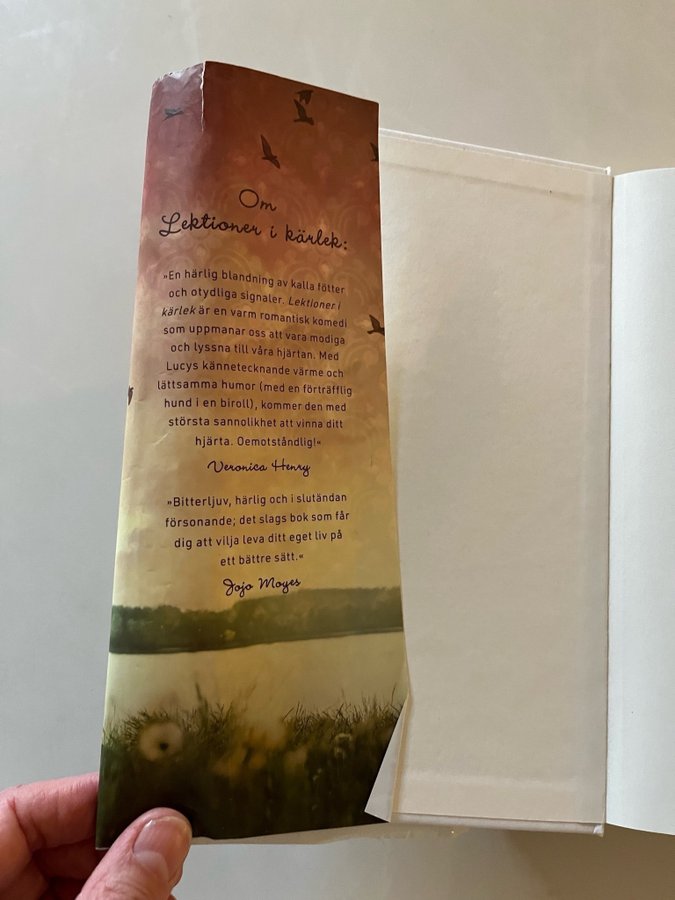 Om
Lektioner i kärlek:
»En härlig blandning av kalla fötter
och otydliga signaler. Lektioner i
kärlek är en varm romantisk komedi
som uppmanar oss att vara modiga
och lyssna till våra hjärtan. Med
Lucys kännetecknande värme och
lättsamma humor (med en förträfflig
hund i en biroll), kommer den med
största sannolikhet att vinna ditt
hjärta. Oemotståndlig!«
Veronica Henry
»Bitterljuv, härlig och i slutändan
försonande; det slags bok som får
dig att vilja leva ditt eget liv på
ett bättre sätt.«
Jojo Moyes